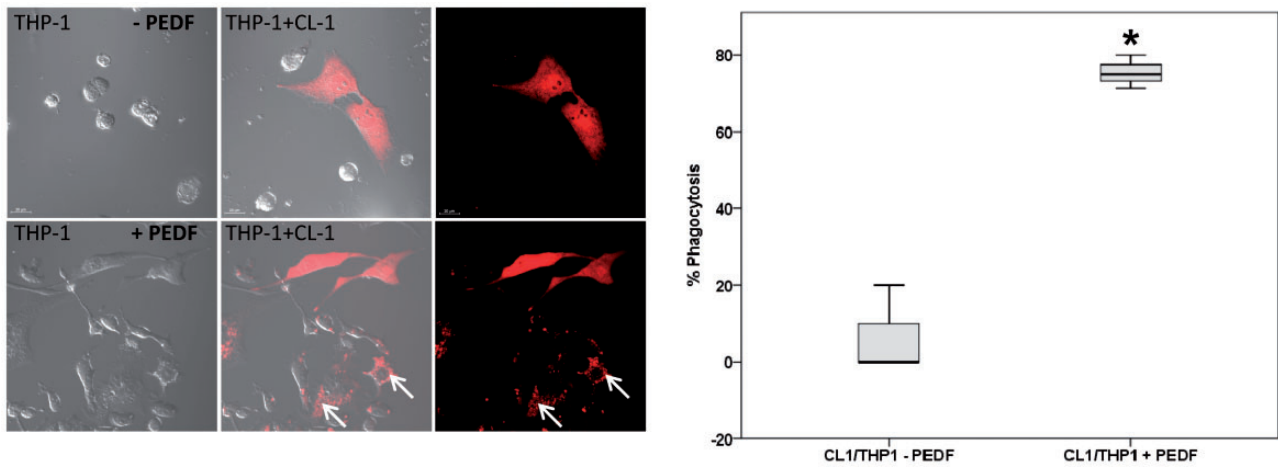 THP-1 - PEDF
THP-1+CL-1
THP-1 + PEDF
THP-1+CL-1
% Phagocytosis
80
60
40
20
0
-20
*
CL1/THP1 - PEDF
CL1/THP1 + PEDF